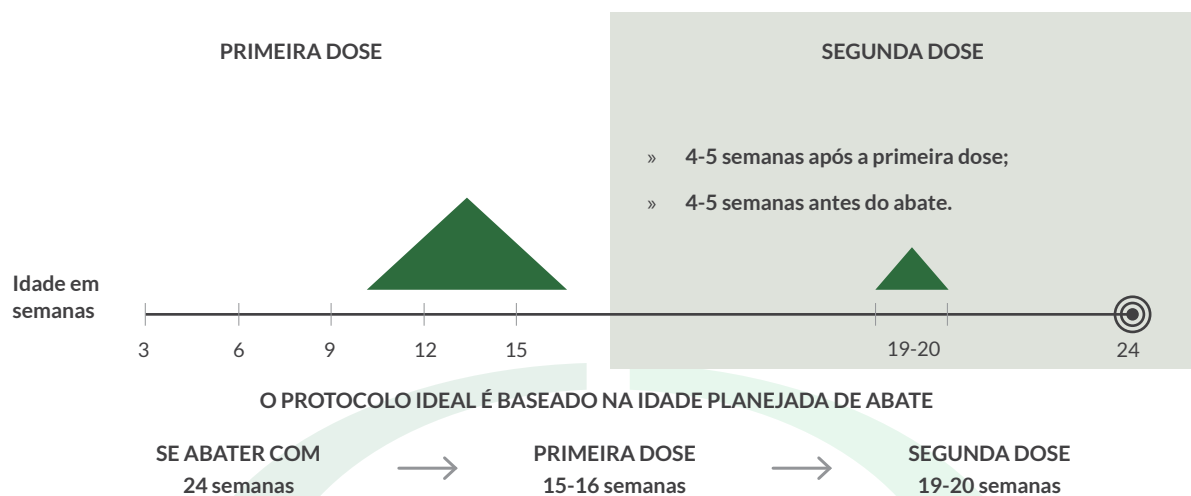 PRIMEIRA DOSE
SEGUNDA DOSE
» 4-5 semanas após a primeira dose;
» 4-5 semanas antes do abate.
Idade em
semanas
3 6 9 12 15 19-20 24
O PROTOCOLO IDEAL É BASEADO NA IDADE PLANEJADA DE ABATE
SE ABATER COM
24 semanas
PRIMEIRA DOSE
15-16 semanas
SEGUNDA DOSE
19-20 semanas